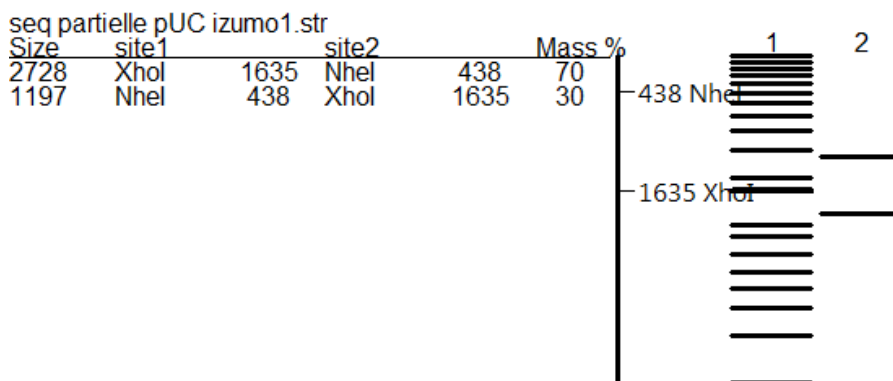 seq partielle pUC izumo1.str
Size site1 site2 Mass % 1 2
2728 XhoI 1635 NheI 438 70
1197 NheI 438 XhoI 1635 30
438 NheI
1635 XhoI